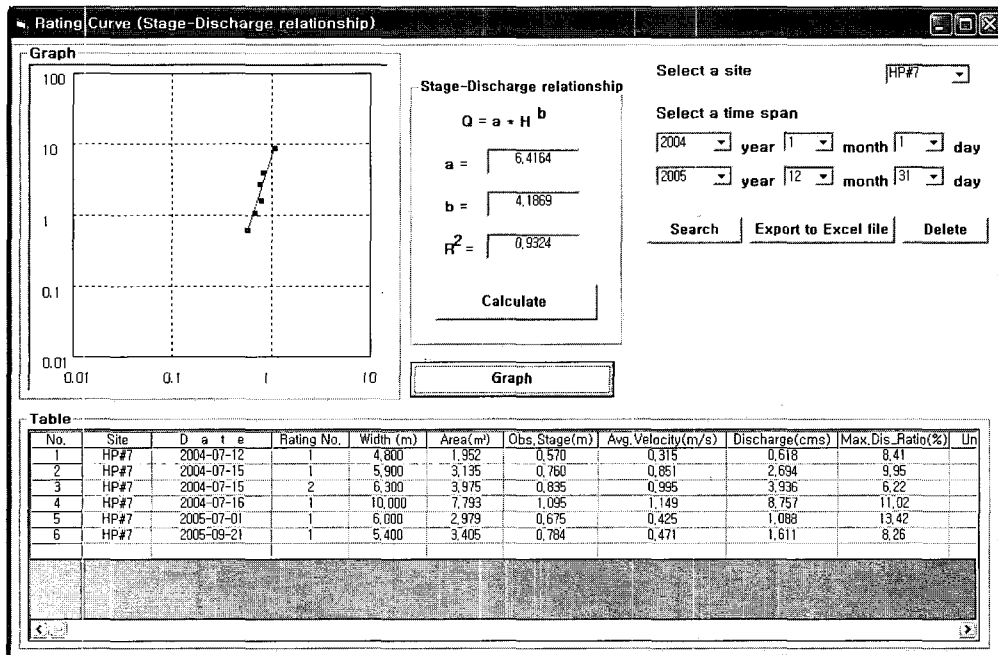 Rating Curve (Stage-Discharge relationship)
Graph
100
10
1
0.1
0.01
0.01 0.1 1 10
Stage-Discharge relationship
Q = a * H b
a = 6,4164
b = 4,1869
R2 = 0,9324
Calculate
Graph
Select a site HP#7
Select a time span
2004 year 1 month 1 day
2005 year 12 month 31 day
Search Export to Excel file Delete
Table
No. Site D a t e Rating No. Width (m) Area(m²) Obs,Stage(m) Avg,Velocity(m/s) Discharge(cms) Max,Dis_Ratio(%) Un
1 HP#7 2004-07-12 1 4,800 1,952 0,570 0,315 0,618 8,41
2 HP#7 2004-07-15 1 5,900 3,135 0,760 0,851 2,694 9,95
3 HP#7 2004-07-15 2 6,300 3,975 0,835 0,995 3,936 6,22
4 HP#7 2004-07-16 1 10,000 7,793 1,095 1,149 8,757 11,02
5 HP#7 2005-07-01 1 6,000 2,979 0,675 0,425 1,088 13,42
6 HP#7 2005-09-21 1 5,400 3,405 0,784 0,471 1,611 8,26